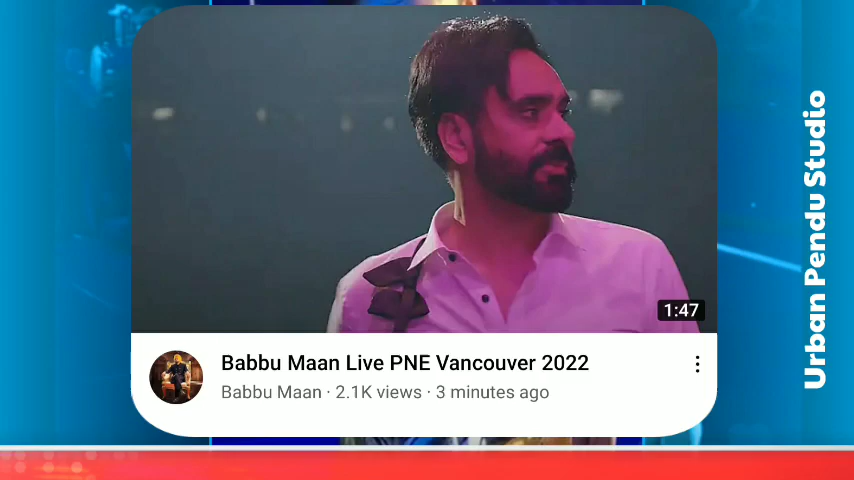 1:47
Babbu Maan Live PNE Vancouver 2022
Babbu Maan · 2.1K views · 3 minutes ago
Urban Pendu Studio